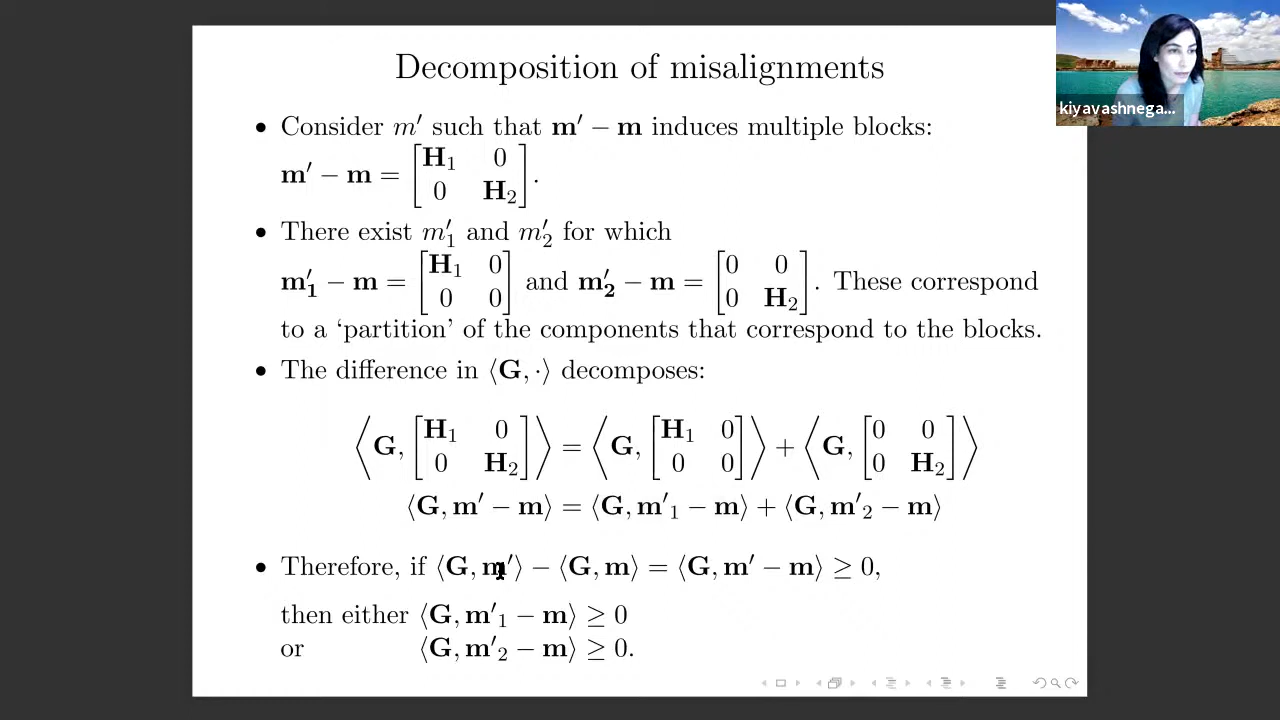 Decomposition of misalignments
kiyavashnega...
• Consider m′ such that m′ − m induces multiple blocks:
m′ − m = [H₁ 0; 0 H₂].
• There exist m′₁ and m′₂ for which
m′₁ − m = [H₁ 0; 0 0] and m′₂ − m = [0 0; 0 H₂]. These correspond
to a ‘partition’ of the components that correspond to the blocks.
• The difference in ⟨G, ·⟩ decomposes:
⟨G, [H₁ 0; 0 H₂]⟩ = ⟨G, [H₁ 0; 0 0]⟩ + ⟨G, [0 0; 0 H₂]⟩
⟨G, m′ − m⟩ = ⟨G, m′₁ − m⟩ + ⟨G, m′₂ − m⟩
• Therefore, if ⟨G, m′⟩ − ⟨G, m⟩ = ⟨G, m′ − m⟩ ≥ 0,
then either ⟨G, m′₁ − m⟩ ≥ 0
or ⟨G, m′₂ − m⟩ ≥ 0.